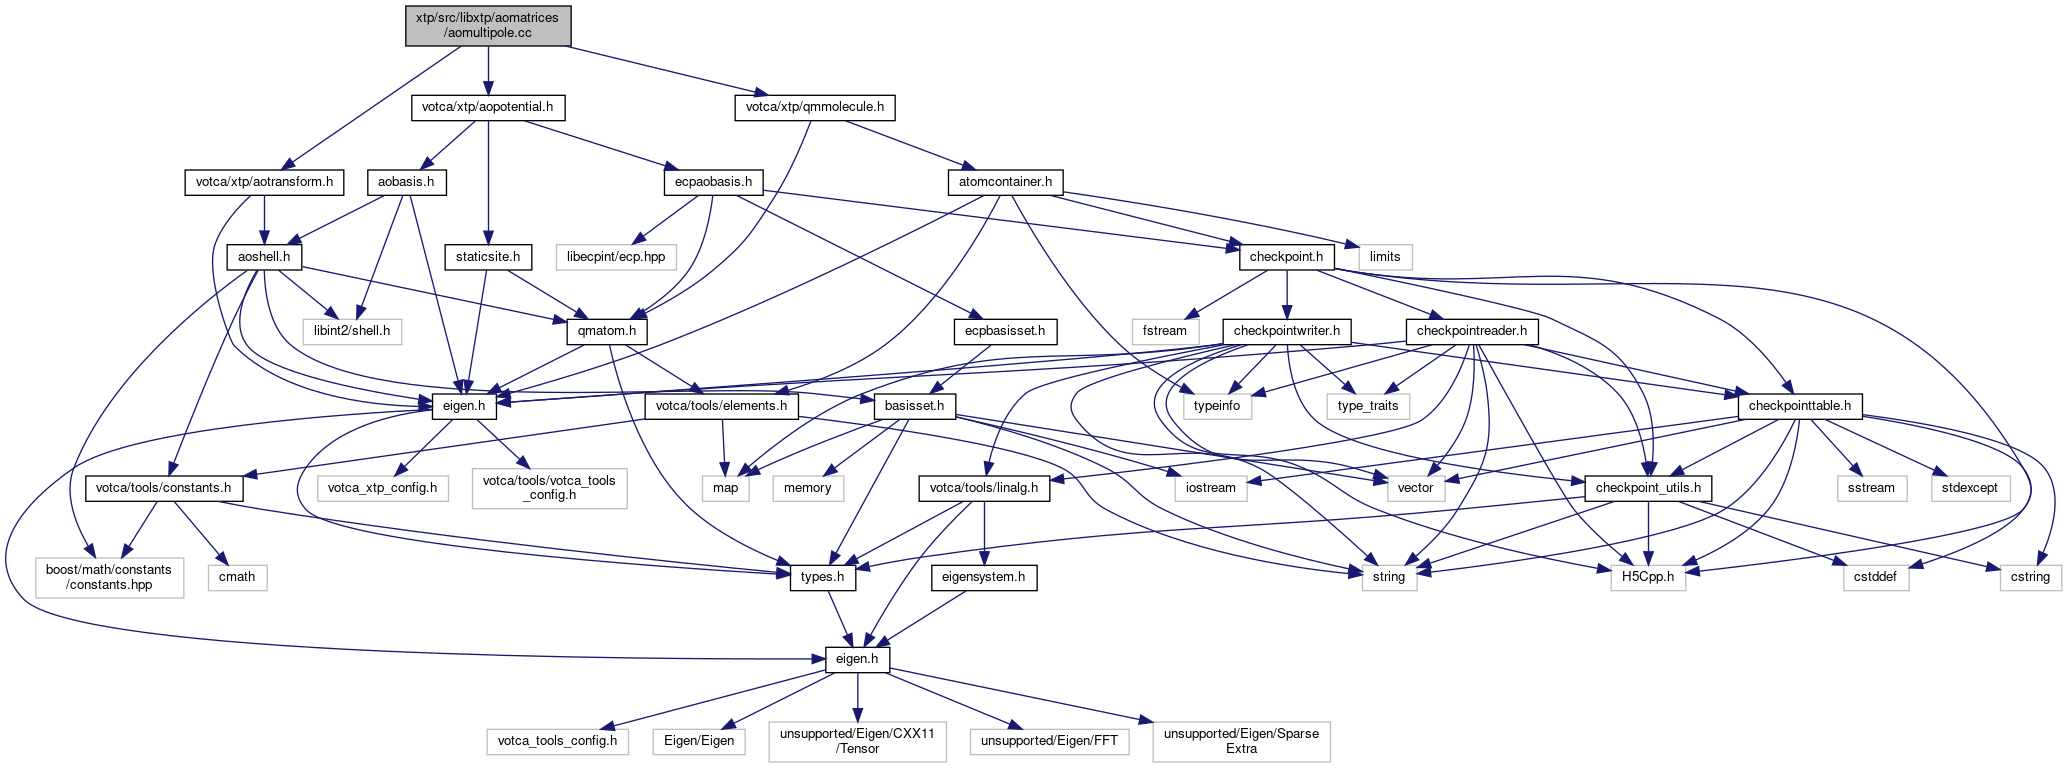 xtp/src/libxtp/aomatrices
/aomultipole.cc
votca/xtp/aopotential.h
votca/xtp/qmmolecule.h
votca/xtp/aotransform.h
aobasis.h
ecpaobasis.h
atomcontainer.h
aoshell.h
staticsite.h
libecpint/ecp.hpp
checkpoint.h
limits
libint2/shell.h
qmatom.h
ecpbasisset.h
fstream
checkpointwriter.h
checkpointreader.h
eigen.h
votca/tools/elements.h
basisset.h
typeinfo
type_traits
checkpointtable.h
votca/tools/constants.h
votca_xtp_config.h
votca/tools/votca_tools
_config.h
map
memory
votca/tools/linalg.h
iostream
vector
checkpoint_utils.h
sstream
stdexcept
boost/math/constants
/constants.hpp
cmath
types.h
eigensystem.h
string
H5Cpp.h
cstddef
cstring
eigen.h
votca_tools_config.h
Eigen/Eigen
unsupported/Eigen/CXX11
/Tensor
unsupported/Eigen/FFT
unsupported/Eigen/Sparse
Extra